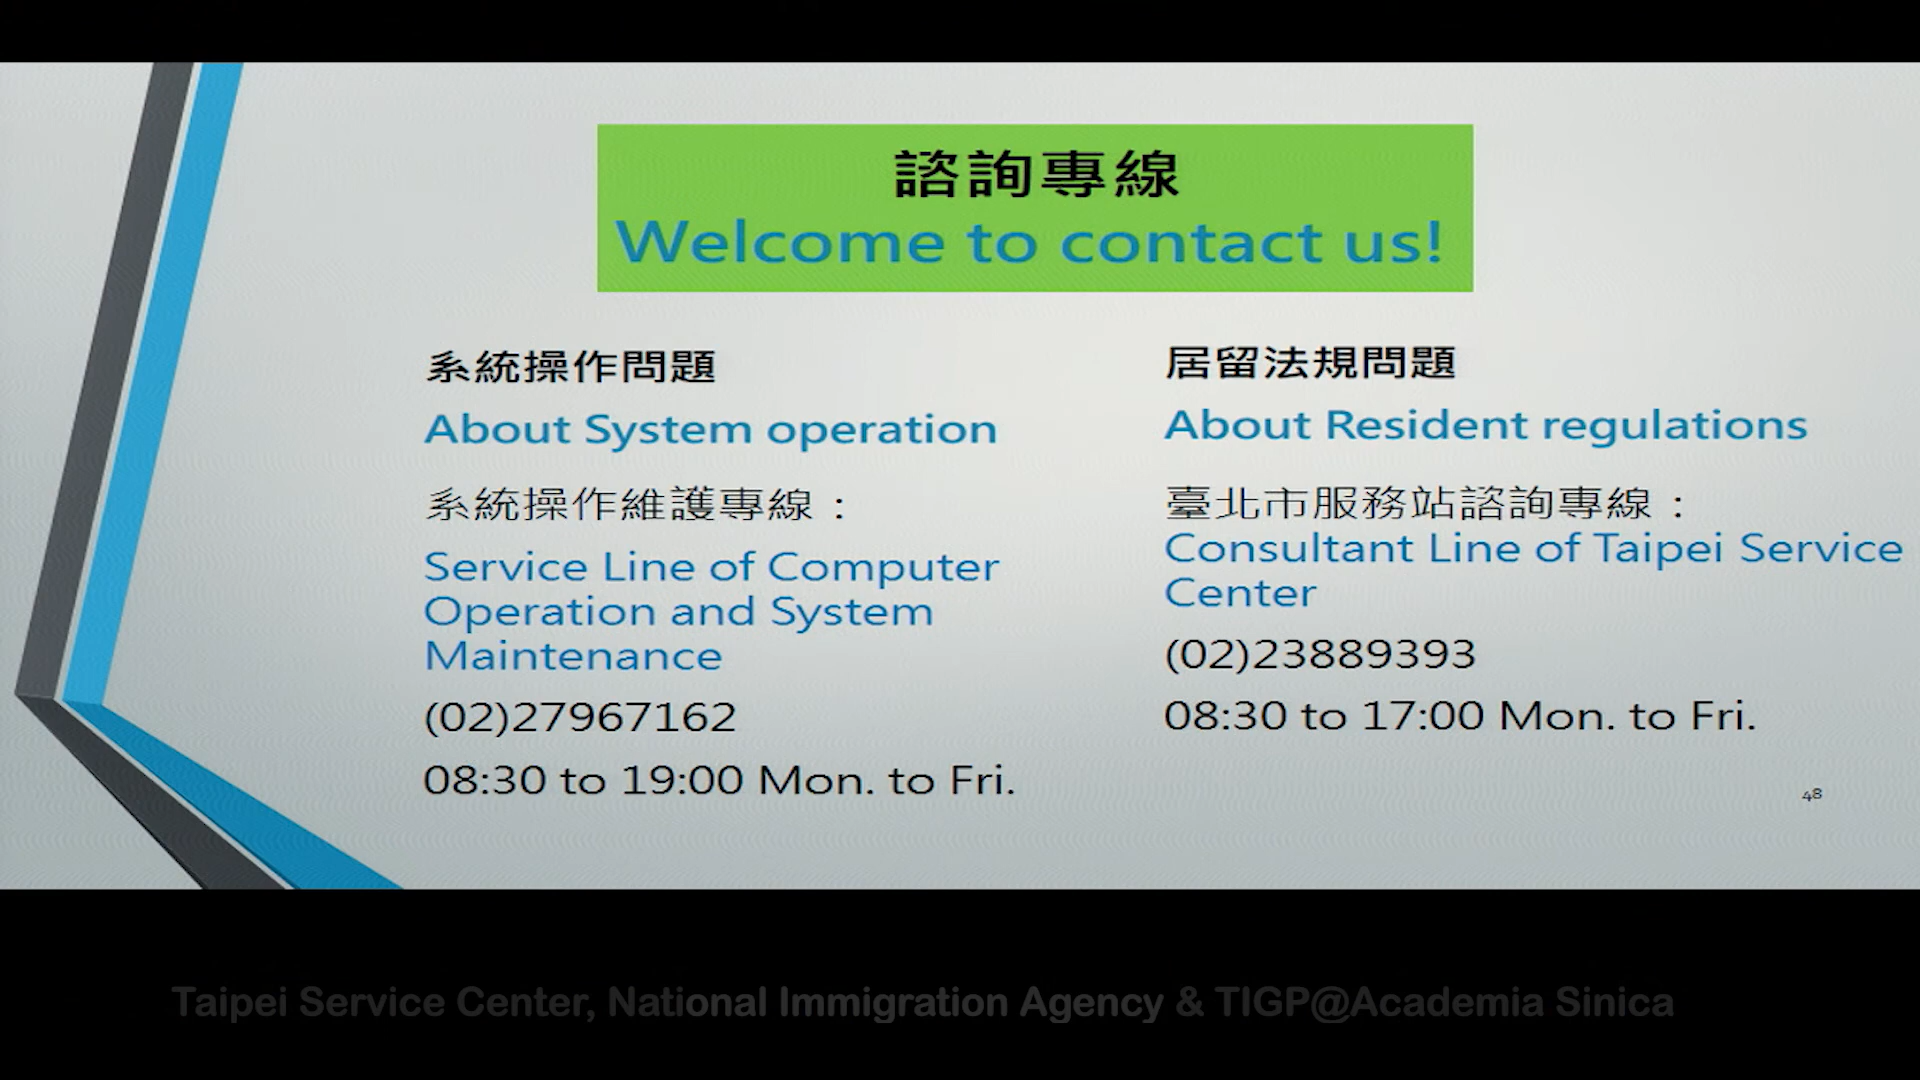 諮詢專線
Welcome to contact us!
系統操作問題
About System operation
系統操作維護專線：
Service Line of Computer
Operation and System
Maintenance
(02)27967162
08:30 to 19:00 Mon. to Fri.
居留法規問題
About Resident regulations
臺北市服務站諮詢專線：
Consultant Line of Taipei Service
Center
(02)23889393
08:30 to 17:00 Mon. to Fri.
48
Taipei Service Center, National Immigration Agency & TIGP@Academia Sinica